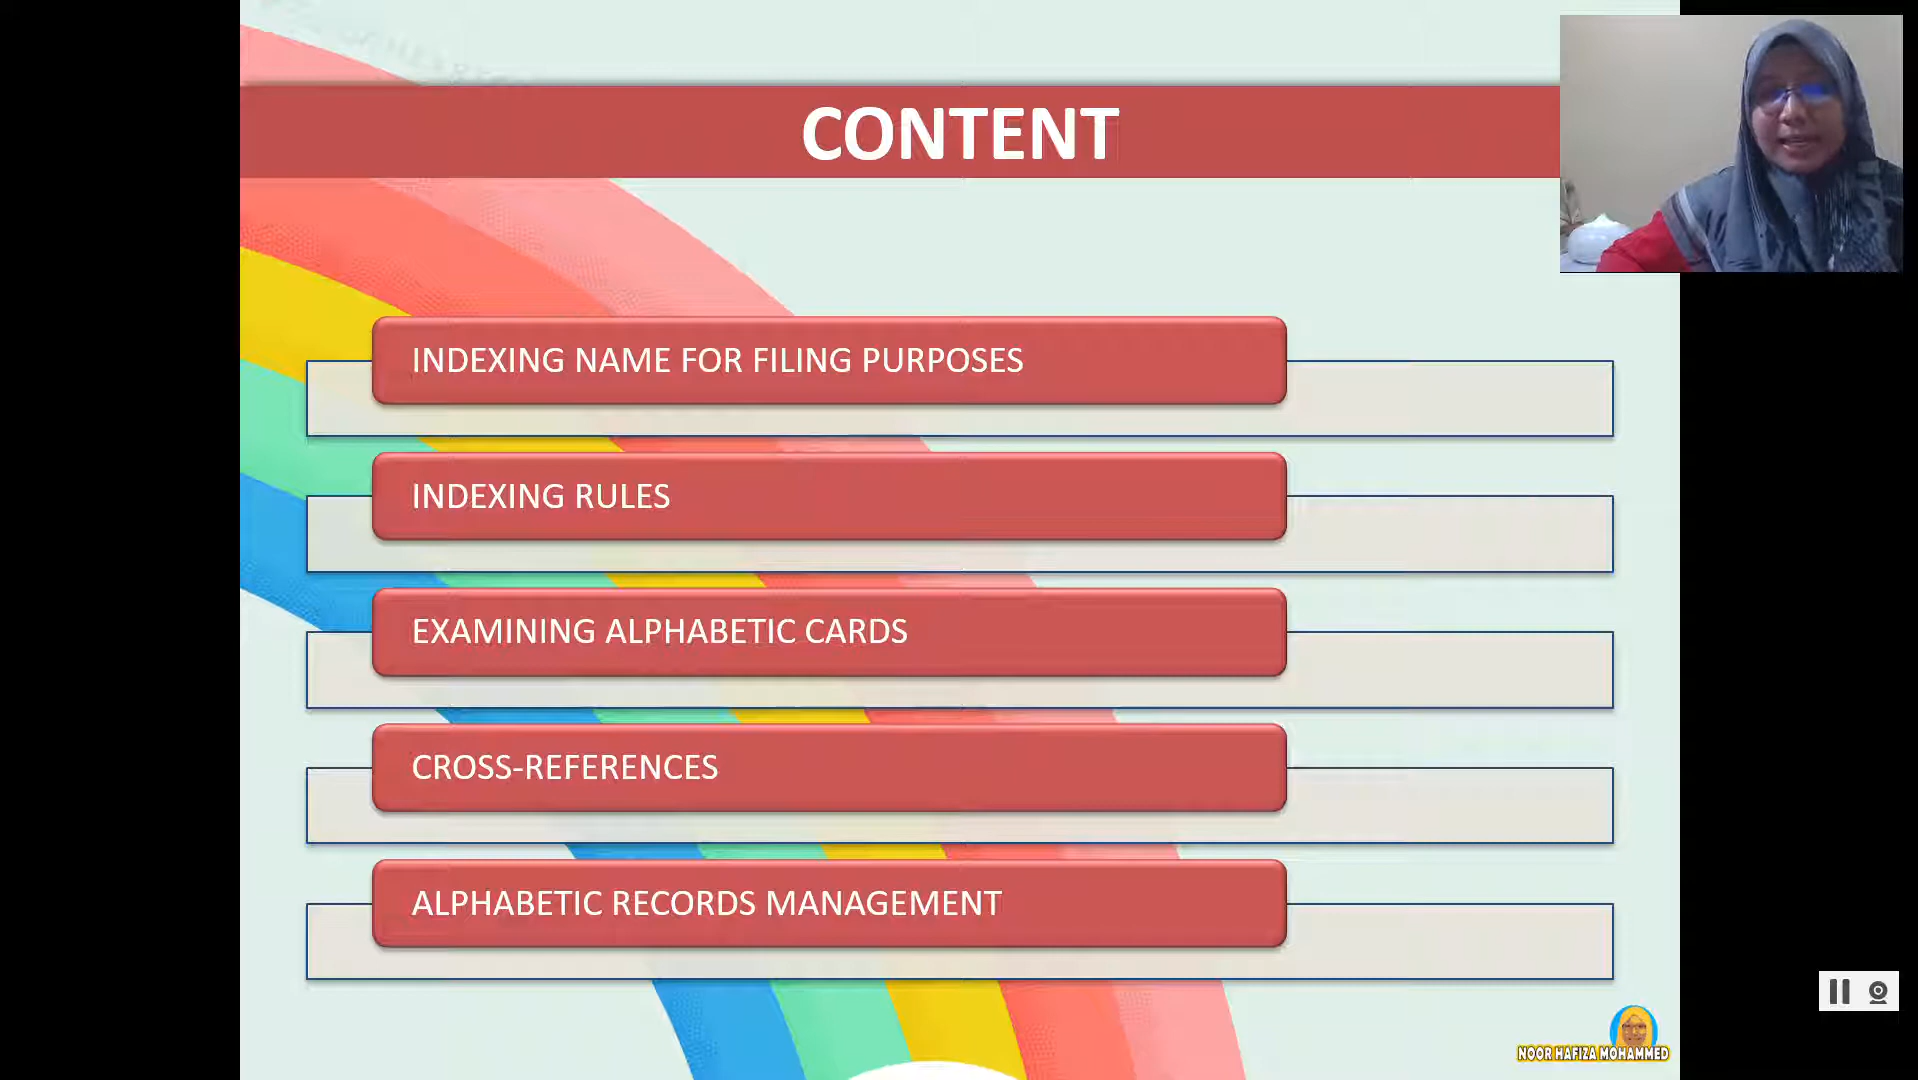 CONTENT
INDEXING NAME FOR FILING PURPOSES
INDEXING RULES
EXAMINING ALPHABETIC CARDS
CROSS-REFERENCES
ALPHABETIC RECORDS MANAGEMENT
NOOR HAFIZA MOHAMMED